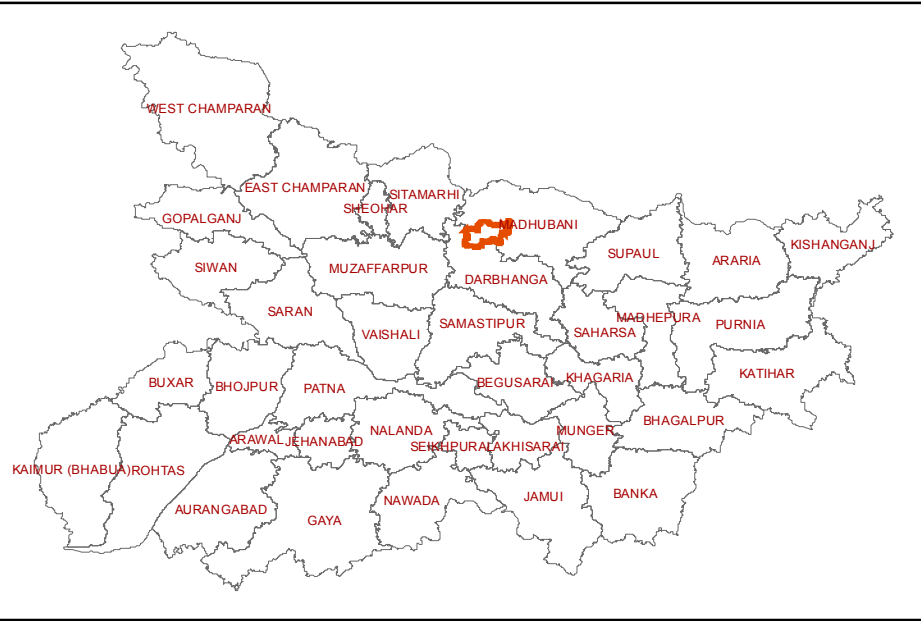 WEST CHAMPARAN
EAST CHAMPARAN
SITAMARHI
SHEOHAR
GOPALGANJ
MADHUBANI
KISHANGANJ
SUPAUL
ARARIA
SIWAN
MUZAFFARPUR
DARBHANGA
SARAN
MADHEPURA
SAMASTIPUR
PURNIA
VAISHALI
SAHARSA
KATIHAR
KHAGARIA
BUXAR
BHOJPUR
PATNA
BEGUSARAI
BHAGALPUR
NALANDA
MUNGER
ARAWAL
JEHANABAD
SEIKHPURA
LAKHISARAI
KAIMUR (BHABUA)
ROHTAS
BANKA
JAMUI
NAWADA
AURANGABAD
GAYA